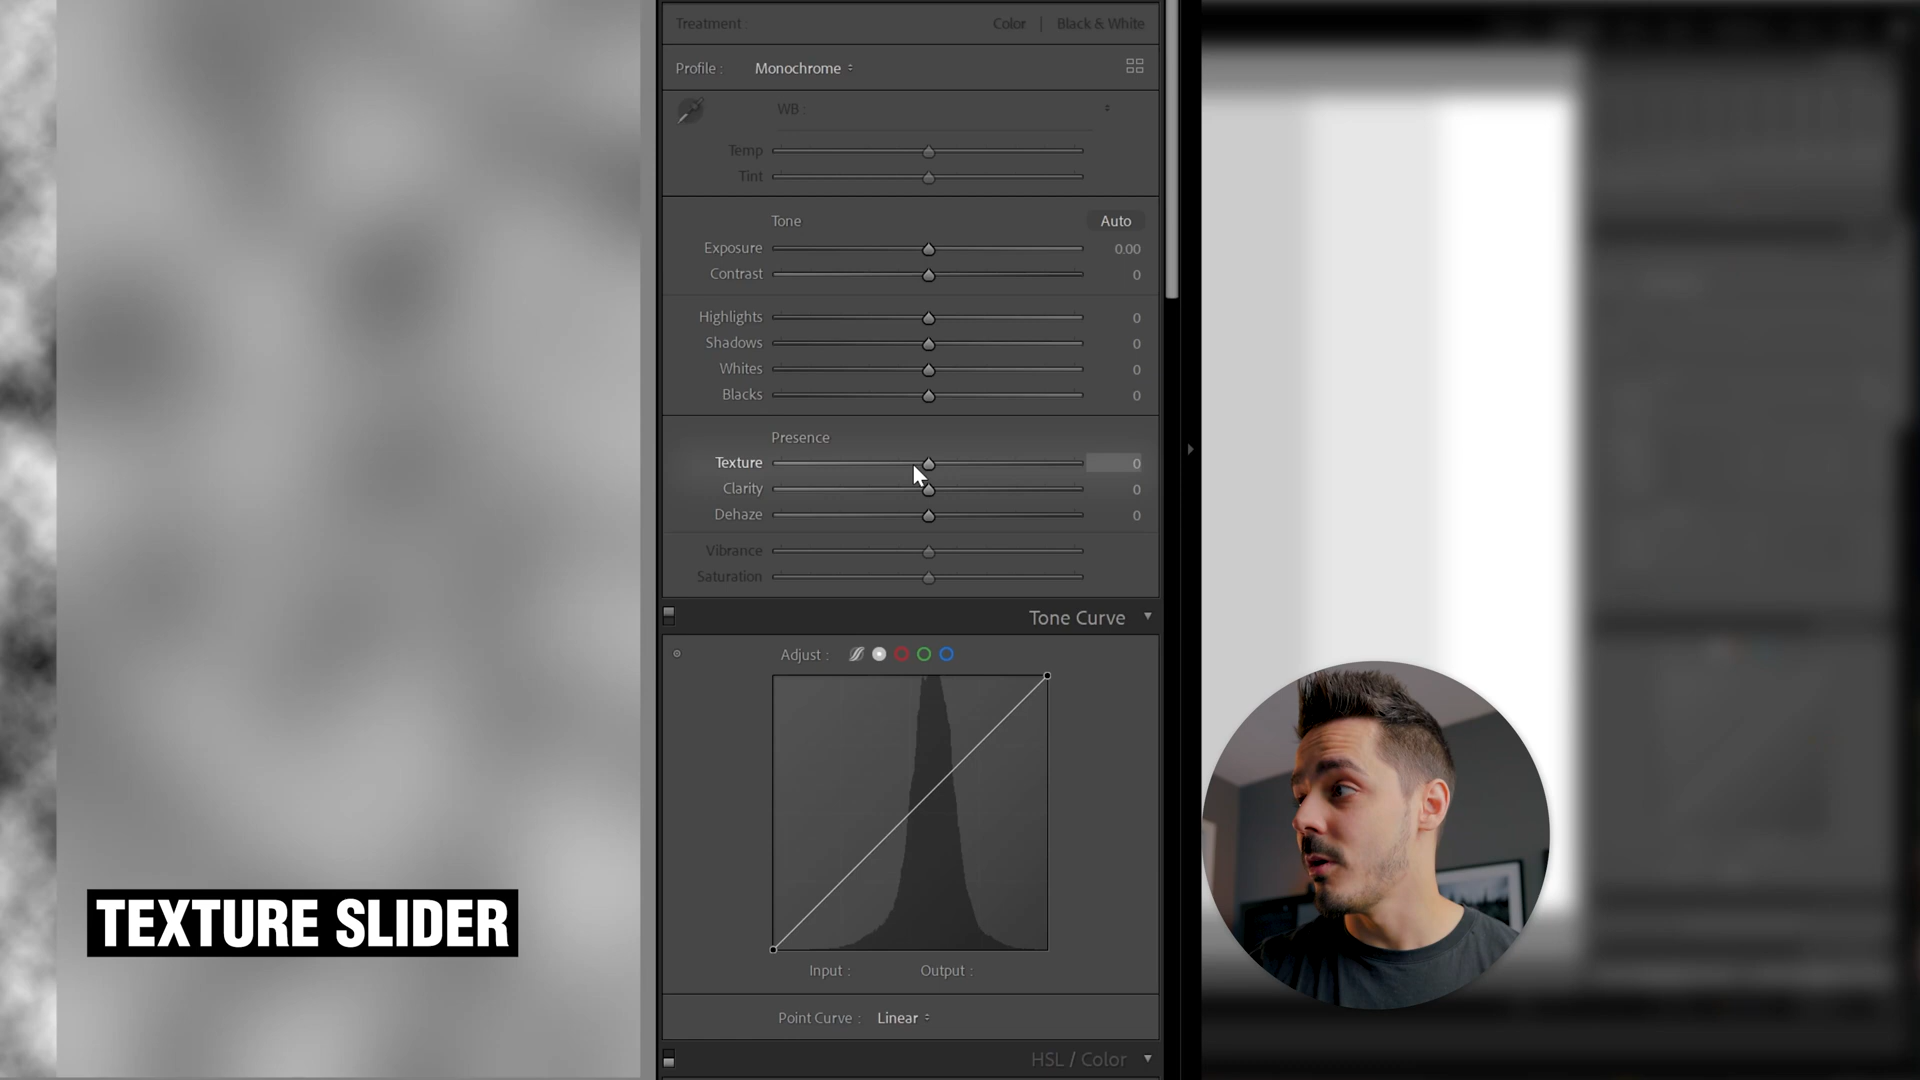 Treatment : Color | Black & White
Profile : Monochrome
WB :
Temp
Tint
Tone Auto
Exposure 0.00
Contrast 0
Highlights 0
Shadows 0
Whites 0
Blacks 0
Presence
Texture 0
Clarity 0
Dehaze 0
Vibrance
Saturation
Tone Curve
Adjust :
TEXTURE SLIDER
Input : Output :
Point Curve : Linear
HSL / Color